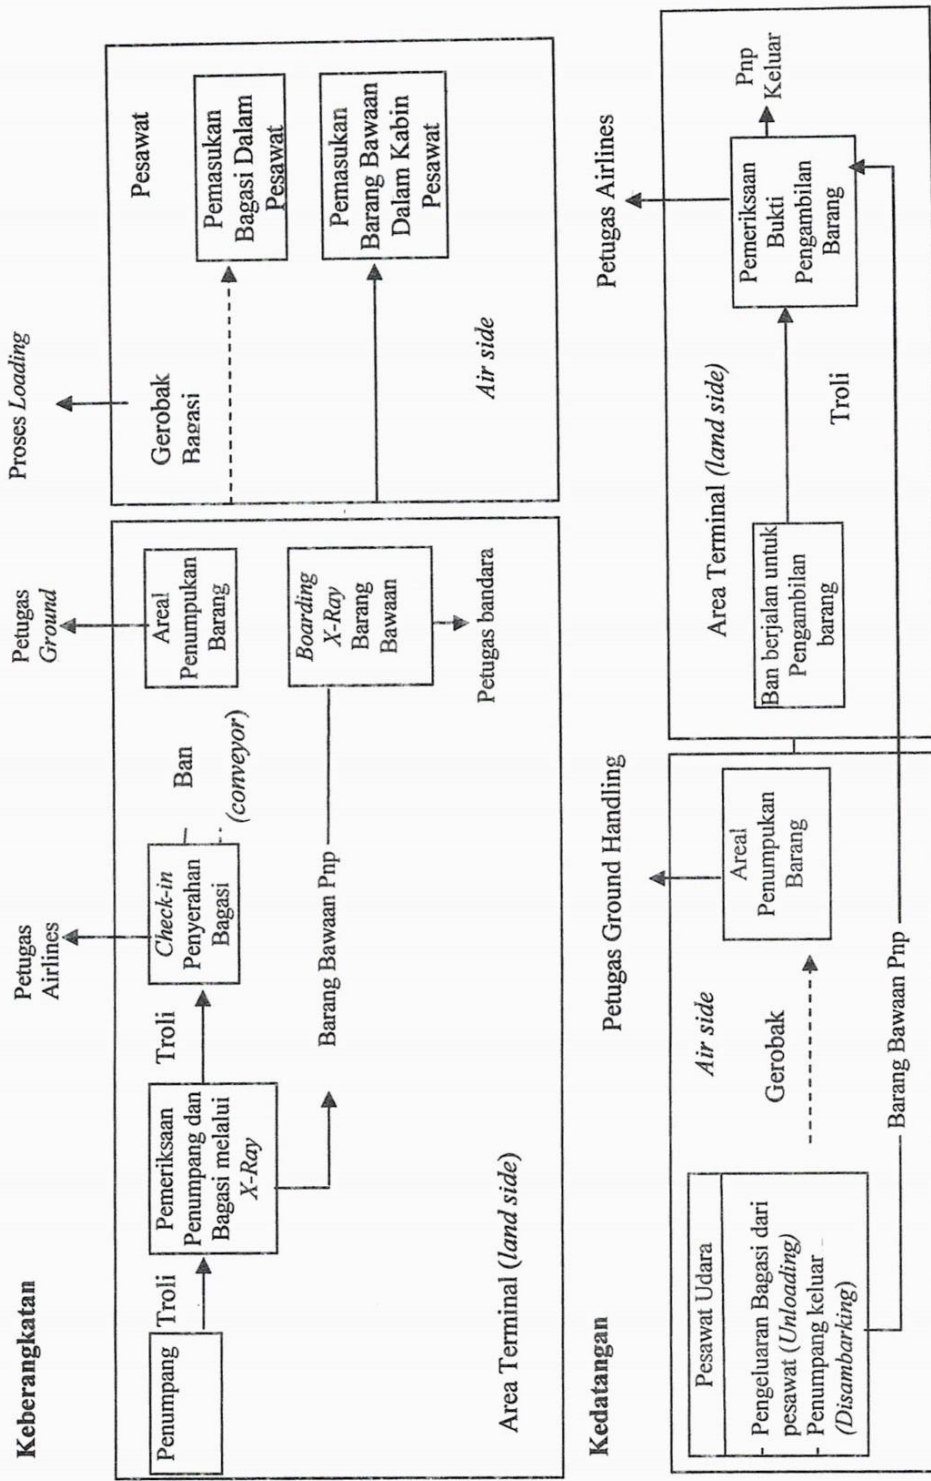 Keberangkatan
Petugas
Airlines
Petugas
Ground
Proses Loading
Penumpang
Troli
Pemeriksaan
Penumpang dan
Bagasi melalui
X-Ray
Troli
Check-in
Penyerahan
Bagasi
Ban
(conveyor)
Areal
Penumpukan
Barang
Barang Bawaan Pnp
Boarding
X-Ray
Barang
Bawaan
Petugas bandara
Area Terminal (land side)
Pesawat
Gerobak
Bagasi
Pemasukan
Bagasi Dalam
Pesawat
Pemasukan
Barang Bawaan
Dalam Kabin
Pesawat
Air side
Kedatangan
Petugas Ground Handling
Petugas Airlines
Pesawat Udara
- Pengeluaran Bagasi dari
pesawat (Unloading)
- Penumpang keluar
(Disambarking)
Air side
Gerobak
Areal
Penumpukan
Barang
Barang Bawaan Pnp
Area Terminal (land side)
Ban berjalan untuk
Pengambilan
barang
Troli
Pemeriksaan
Bukti
Pengambilan
Barang
Pnp
Keluar